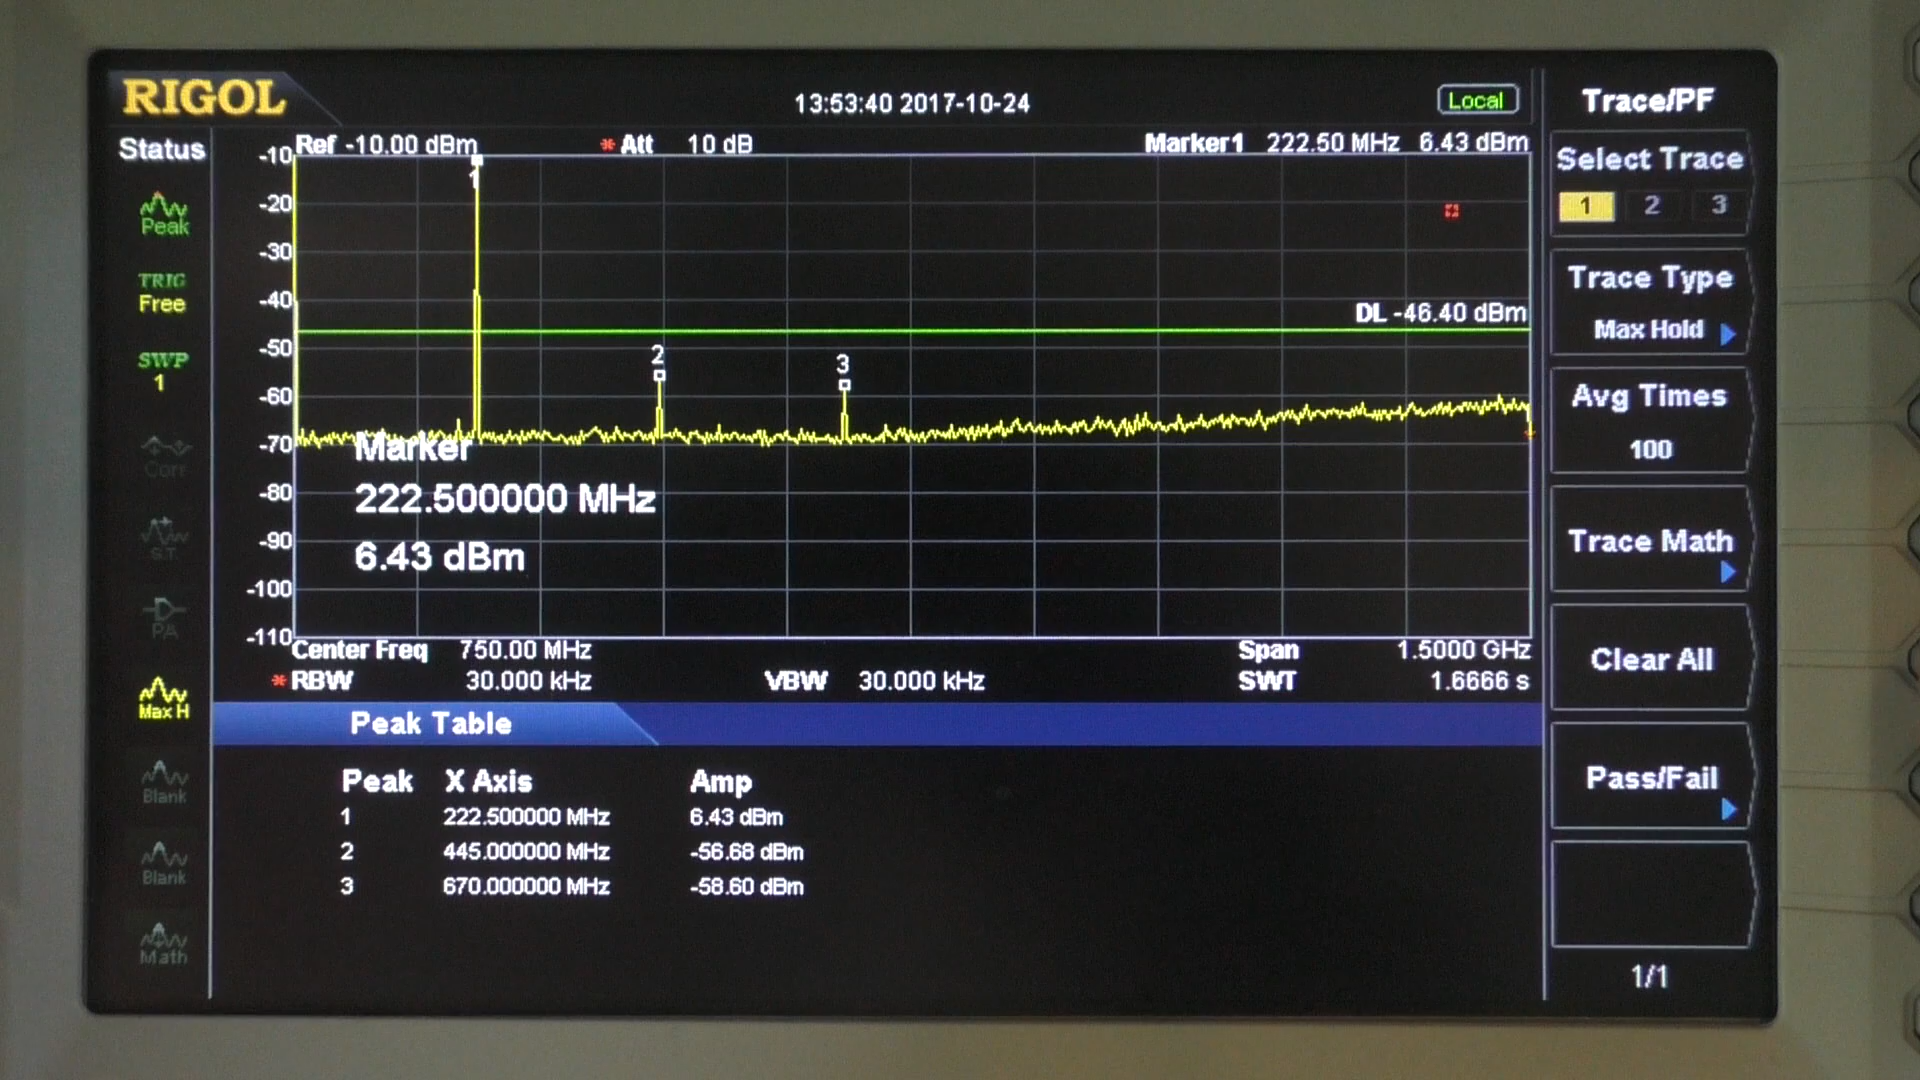 RIGOL
13:53:40 2017-10-24
Local
Status
Ref -10.00 dBm
* Att 10 dB
Marker1 222.50 MHz 6.43 dBm
-10
-20
-30
-40
-50
-60
-70
-80
-90
-100
-110
1
2
3
DL -46.40 dBm
Marker
222.500000 MHz
6.43 dBm
Center Freq 750.00 MHz
Span 1.5000 GHz
* RBW 30.000 kHz
VBW 30.000 kHz
SWT 1.6666 s
Peak
TRIG
Free
SWP
1
Corr
S.T.
PA
Max H
Blank
Blank
Math
Peak Table
Peak X Axis Amp
1 222.500000 MHz 6.43 dBm
2 445.000000 MHz -56.68 dBm
3 670.000000 MHz -58.60 dBm
Trace/PF
Select Trace
1 2 3
Trace Type
Max Hold
Avg Times
100
Trace Math
Clear All
Pass/Fail
1/1